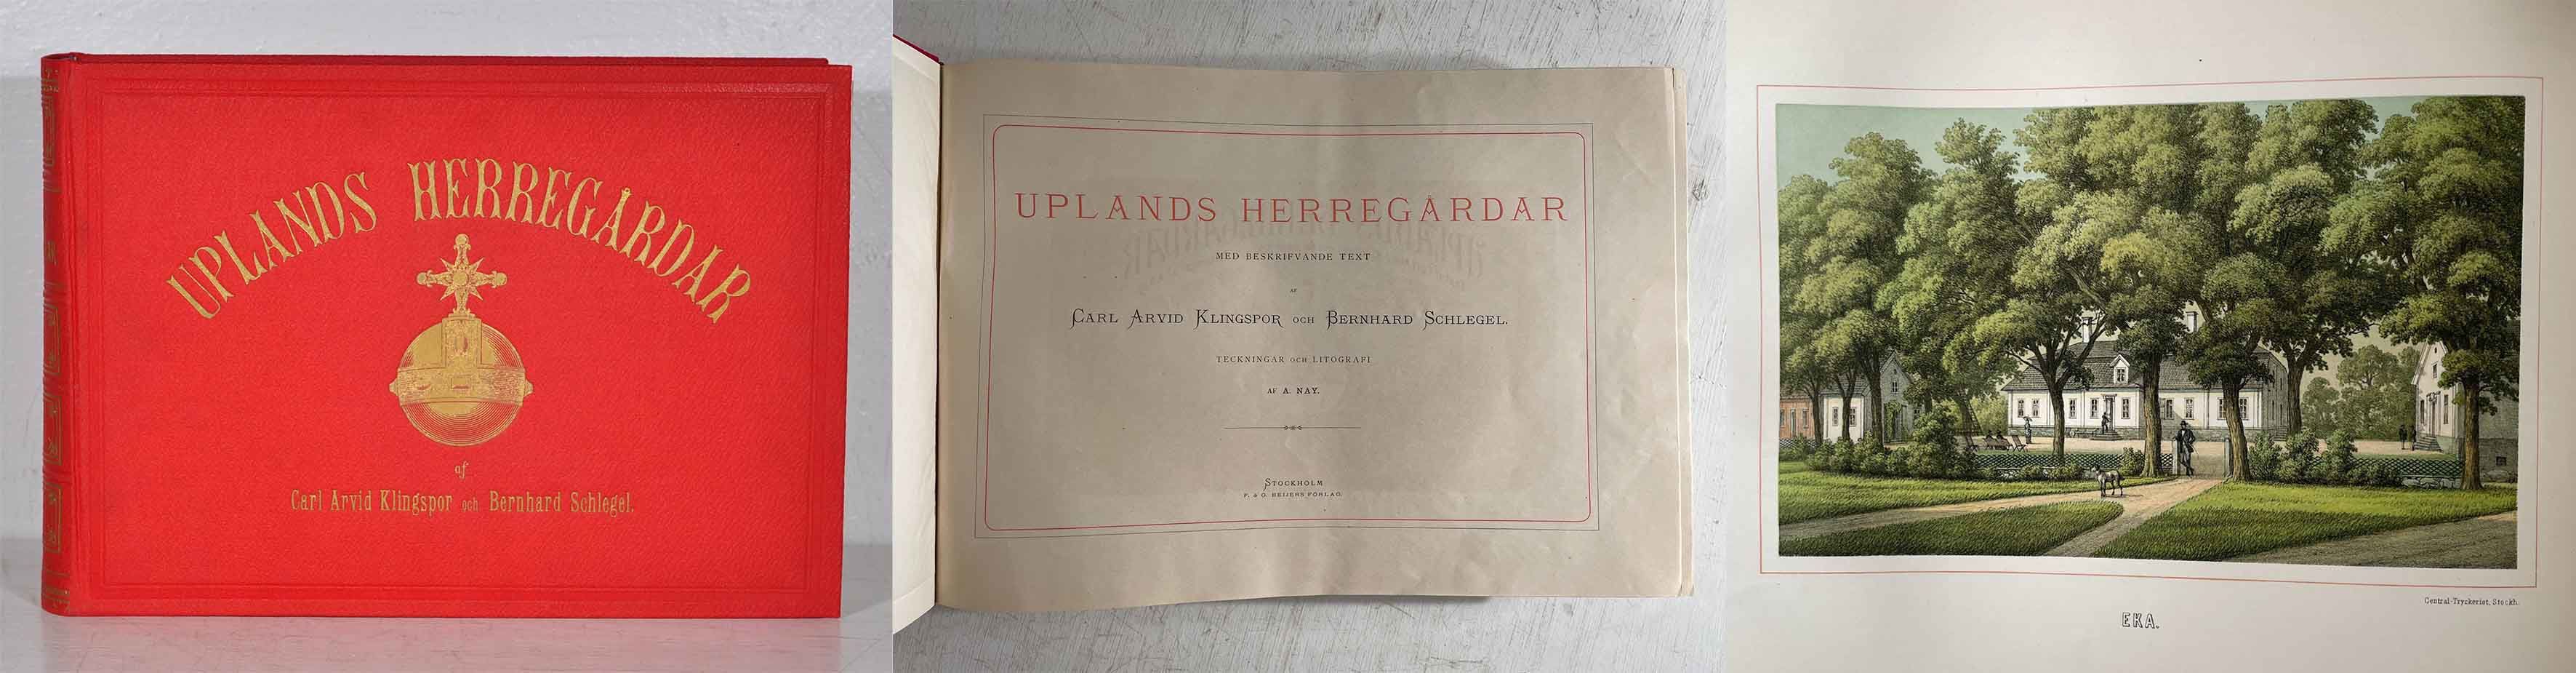 UPLANDS HERREGÅRDAR
af
Carl Arvid Klingspor och Bernhard Schlegel.
UPLANDS HERREGÅRDAR
MED BESKRIFVANDE TEXT
AF
CARL ARVID KLINGSPOR OCH BERNHARD SCHLEGEL.
TECKNINGAR OCH LITOGRAFI
AF A. NAY.
STOCKHOLM
F. & G. BEIJERS FÖRLAG.
Central-Tryckeriet, Stockh.
EKA.